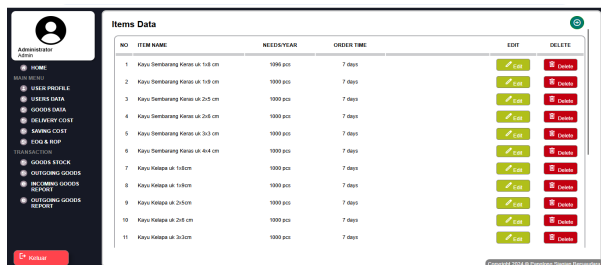 Administrator
Admin
HOME
MAIN MENU
USER PROFILE
USERS DATA
GOODS DATA
DELIVERY COST
SAVING COST
EOQ & ROP
TRANSACTION
GOODS STOCK
OUTGOING GOODS
INCOMING GOODS
REPORT
OUTGOING GOODS
REPORT
Keluar
Items Data
NO ITEM NAME NEEDS/YEAR ORDER TIME EDIT DELETE
1 Kayu Sembarang Keras uk 1x8 cm 1096 pcs 7 days Edit Delete
2 Kayu Sembarang Keras uk 1x9 cm 1000 pcs 7 days Edit Delete
3 Kayu Sembarang Keras uk 2x5 cm 1000 pcs 7 days Edit Delete
4 Kayu Sembarang Keras uk 2x6 cm 1000 pcs 7 days Edit Delete
5 Kayu Sembarang Keras uk 3x3 cm 1000 pcs 7 days Edit Delete
6 Kayu Sembarang Keras uk 4x4 cm 1000 pcs 7 days Edit Delete
7 Kayu Kelapa uk 1x8cm 1000 pcs 7 days Edit Delete
8 Kayu Kelapa uk 1x9cm 1000 pcs 7 days Edit Delete
9 Kayu Kelapa uk 2x5cm 1000 pcs 7 days Edit Delete
10 Kayu Kelapa uk 2x6 cm 1000 pcs 7 days Edit Delete
11 Kayu Kelapa uk 3x3cm 1000 pcs 7 days Edit Delete
Copyright 2024 ©